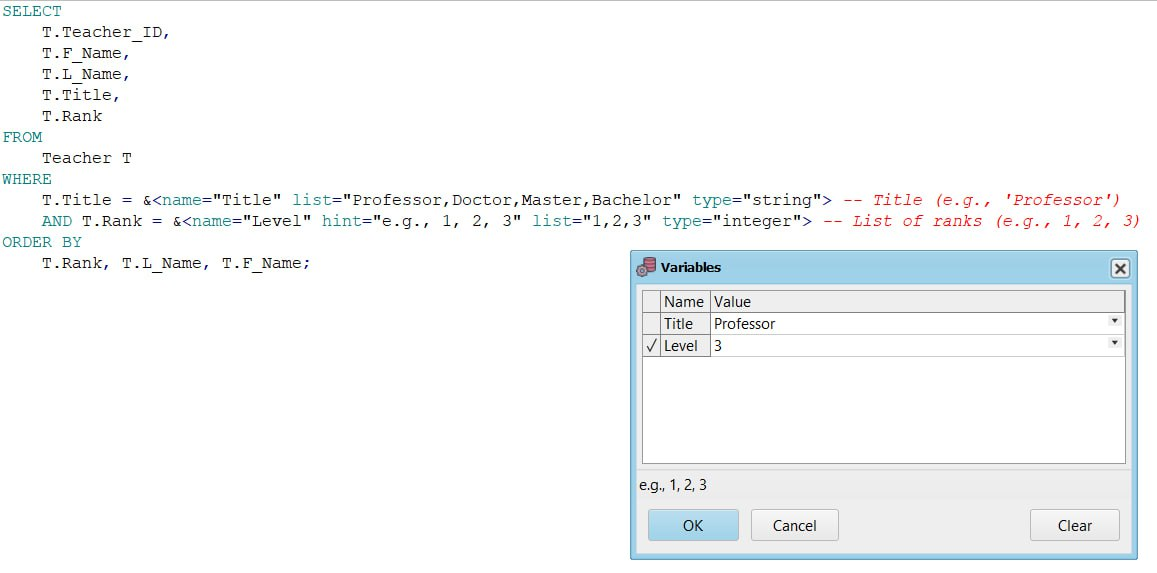 SELECT
T.Teacher_ID,
T.F_Name,
T.L_Name,
T.Title,
T.Rank
FROM
Teacher T
WHERE
T.Title = &<name="Title" list="Professor,Doctor,Master,Bachelor" type="string"> -- Title (e.g., 'Professor')
AND T.Rank = &<name="Level" hint="e.g., 1, 2, 3" list="1,2,3" type="integer"> -- List of ranks (e.g., 1, 2, 3)
ORDER BY
T.Rank, T.L_Name, T.F_Name;
Variables
Name Value
Title Professor
Level 3
e.g., 1, 2, 3
OK Cancel Clear